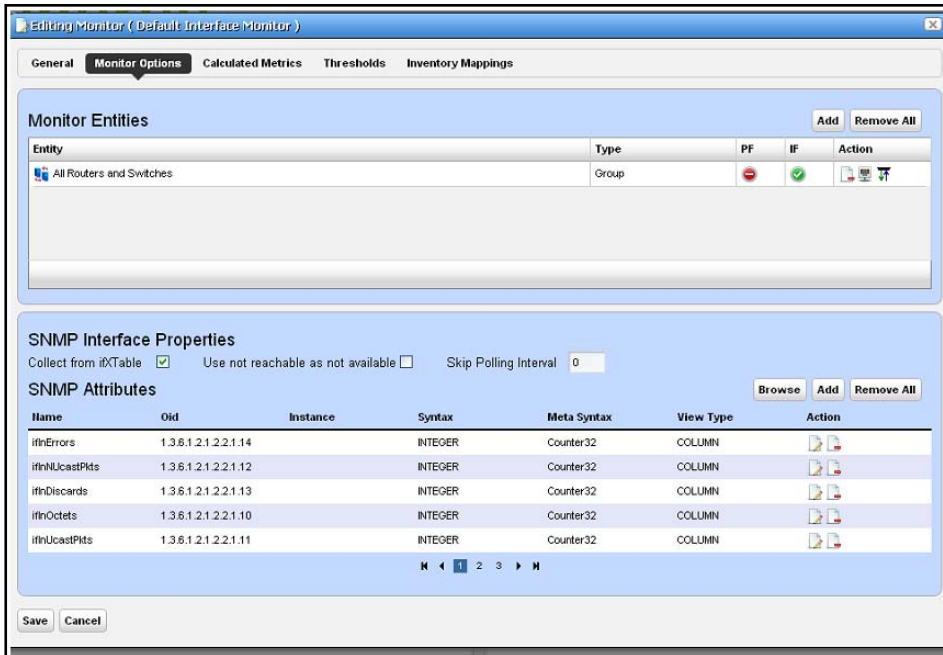 Editing Monitor ( Default Interface Monitor )
General Monitor Options Calculated Metrics Thresholds Inventory Mappings
Monitor Entities Add Remove All
Entity Type PF IF Action
All Routers and Switches Group
SNMP Interface Properties
Collect from ifXTable Use not reachable as not available Skip Polling Interval 0
SNMP Attributes Browse Add Remove All
Name Oid Instance Syntax Meta Syntax View Type Action
ifInErrors 1.3.6.1.2.1.2.2.1.14 INTEGER Counter32 COLUMN
ifInNUcastPkts 1.3.6.1.2.1.2.2.1.12 INTEGER Counter32 COLUMN
ifInDiscards 1.3.6.1.2.1.2.2.1.13 INTEGER Counter32 COLUMN
ifInOctets 1.3.6.1.2.1.2.2.1.10 INTEGER Counter32 COLUMN
ifInUcastPkts 1.3.6.1.2.1.2.2.1.11 INTEGER Counter32 COLUMN
1 2 3
Save Cancel